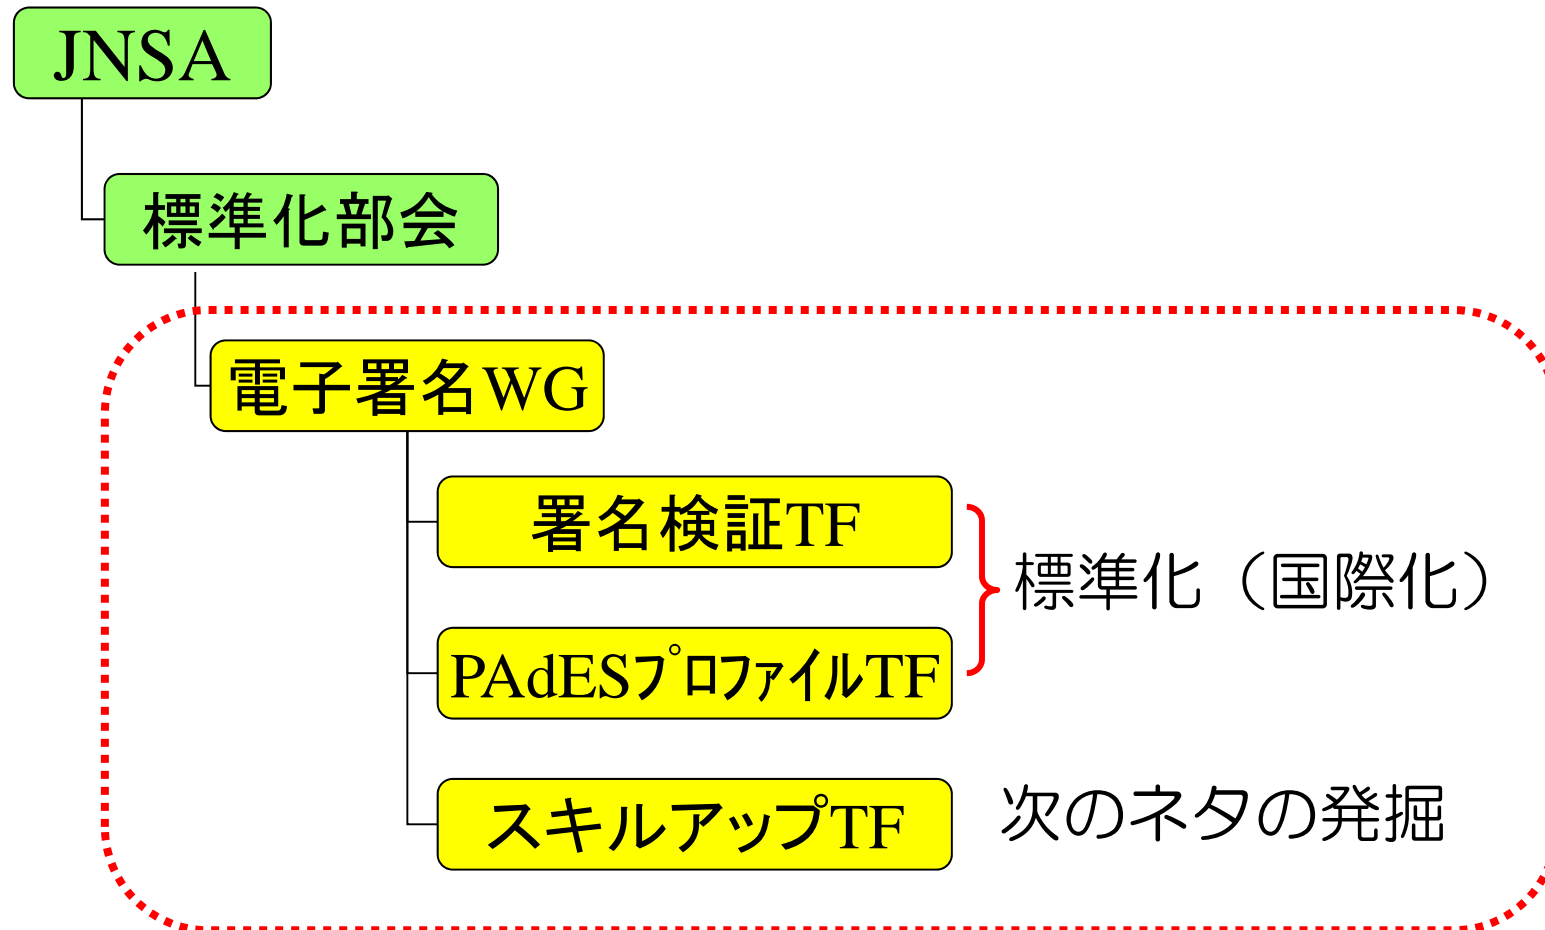 JNSA
標準化部会
電子署名WG
署名検証TF
標準化（国際化）
PAdESﾌﾟﾛﾌｧｲﾙTF
スキルアップTF
次のネタの発掘